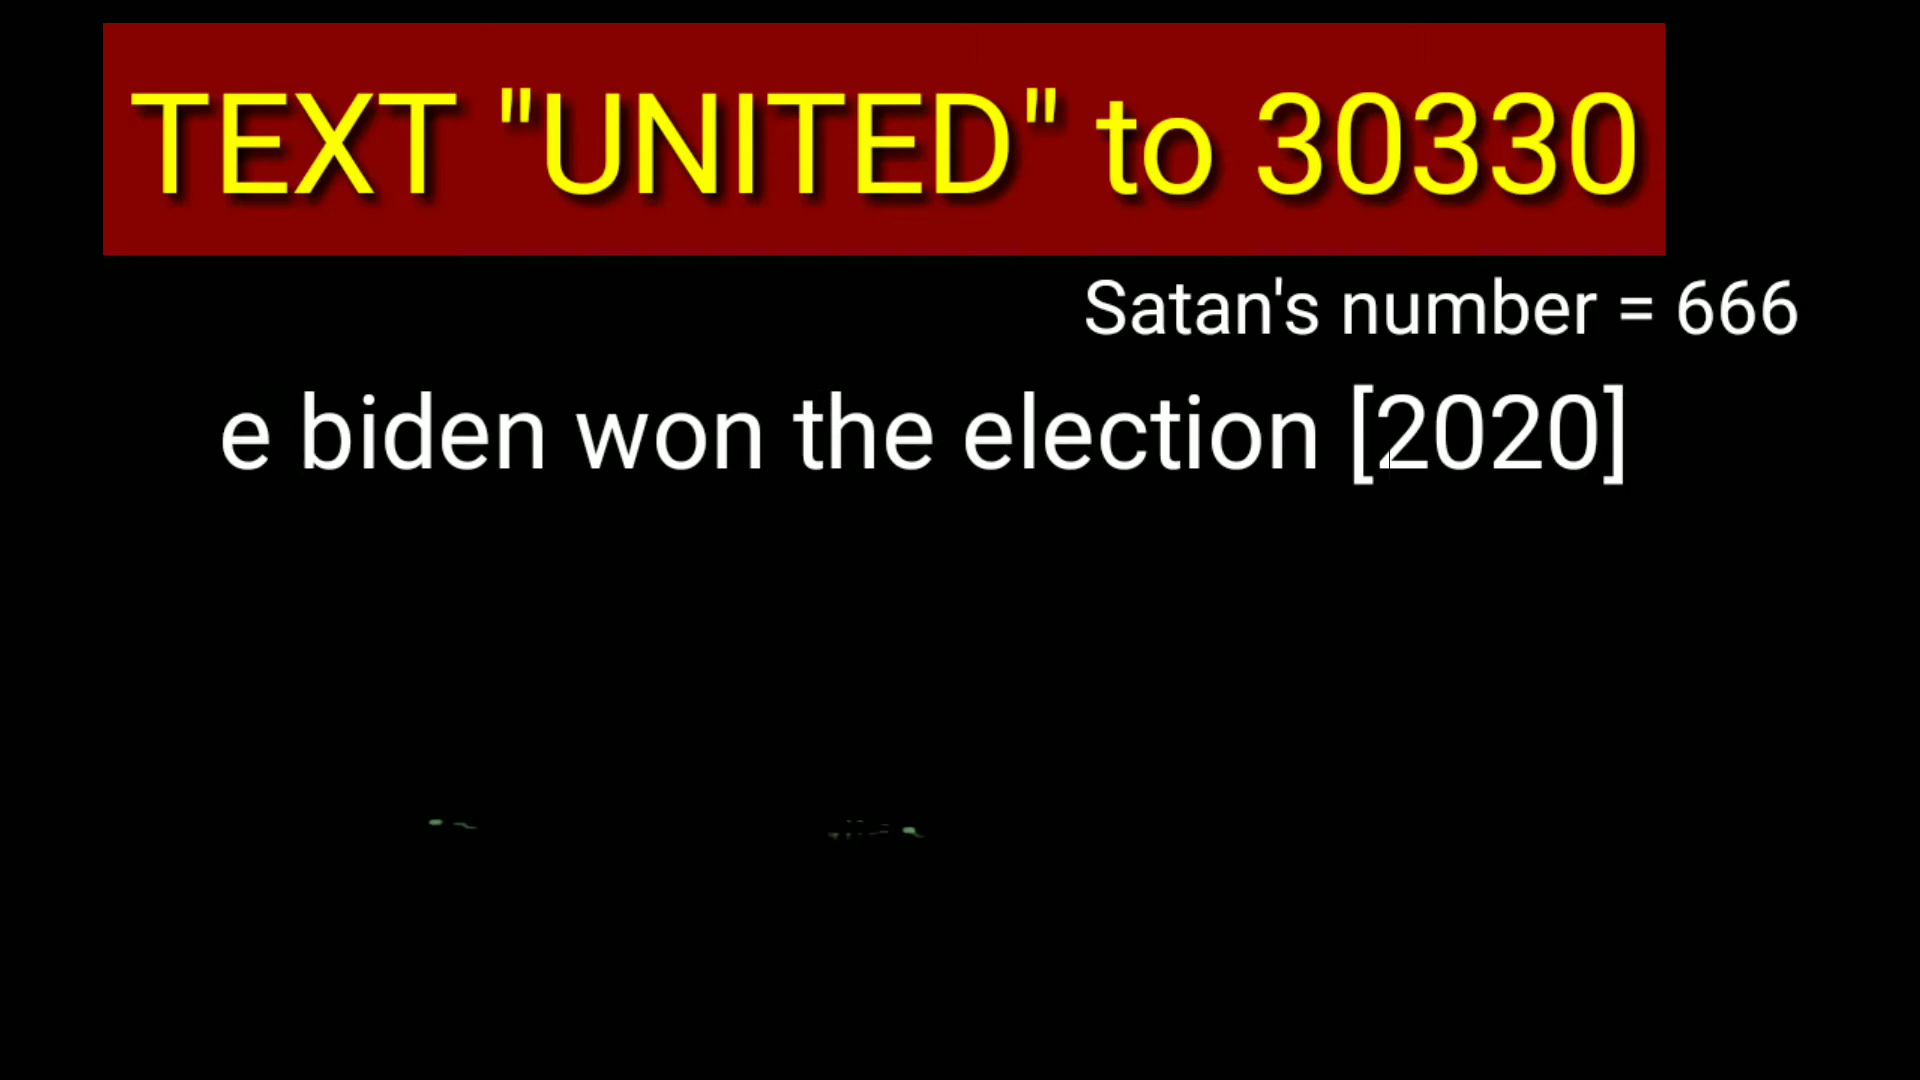 TEXT "UNITED" to 30330
Satan's number = 666
e biden won the election [2020]